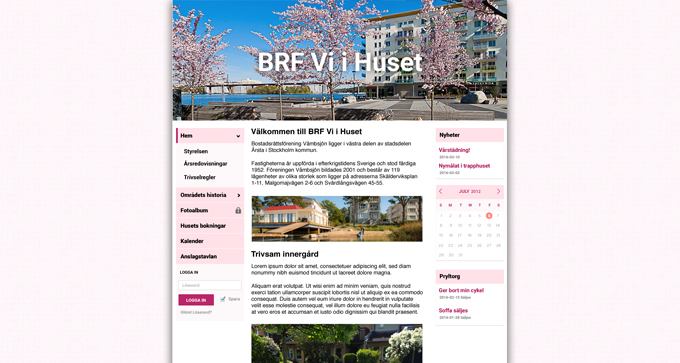 BRF Vi i Huset
Hem
Styrelsen
Årsredovisningar
Trivselregler
Områdets historia
Fotoalbum
Husets bokningar
Kalender
Anslagstavlan
LOGGA IN
Lösenord
LOGGA IN
Spara
Glömt Lösenord?
Välkommen till BRF Vi i Huset
Bostadsrättsförening Vämbsjön ligger i västra delen av stadsdelen
Årsta i Stockholm kommun.
Fastigheterna är uppförda i efterkrigstidens Sverige och stod färdiga
1952. Föreningen Vämbsjön bildades 2001 och består av 119
lägenheter av olika storlek som ligger på adresserna Skälderviksplan
1-11, Malgomajvägen 2-6 och Svärdlångsvägen 45-55.
Trivsam innergård
Lorem ipsum dolor sit amet, consectetuer adipiscing elit, sed diam
nonummy nibh euismod tincidunt ut laoreet dolore magna.
Aliquam erat volutpat. Ut wisi enim ad minim veniam, quis nostrud
exerci tation ullamcorper suscipit lobortis nisl ut aliquip ex ea commodo
consequat. Duis autem vel eum iriure dolor in hendrerit in vulputate
velit esse molestie consequat, vel illum dolore eu feugiat nulla facilisis
at vero eros et accumsan et iusto odio dignissim qui blandit praesent.
Nyheter
Vårstädning!
2016-03-10
Nymålat i trapphuset
2016-03-02
JULY 2012
S M T W T F S
1 2 3 4 5 6 7
8 9 10 11 12 13 14
15 16 17 18 19 20 21
22 23 24 25 26 27 28
29 30 31
Pryltorg
Ger bort min cykel
2016-02-15 Säljes
Soffa säljes
2016-01-28 Säljes